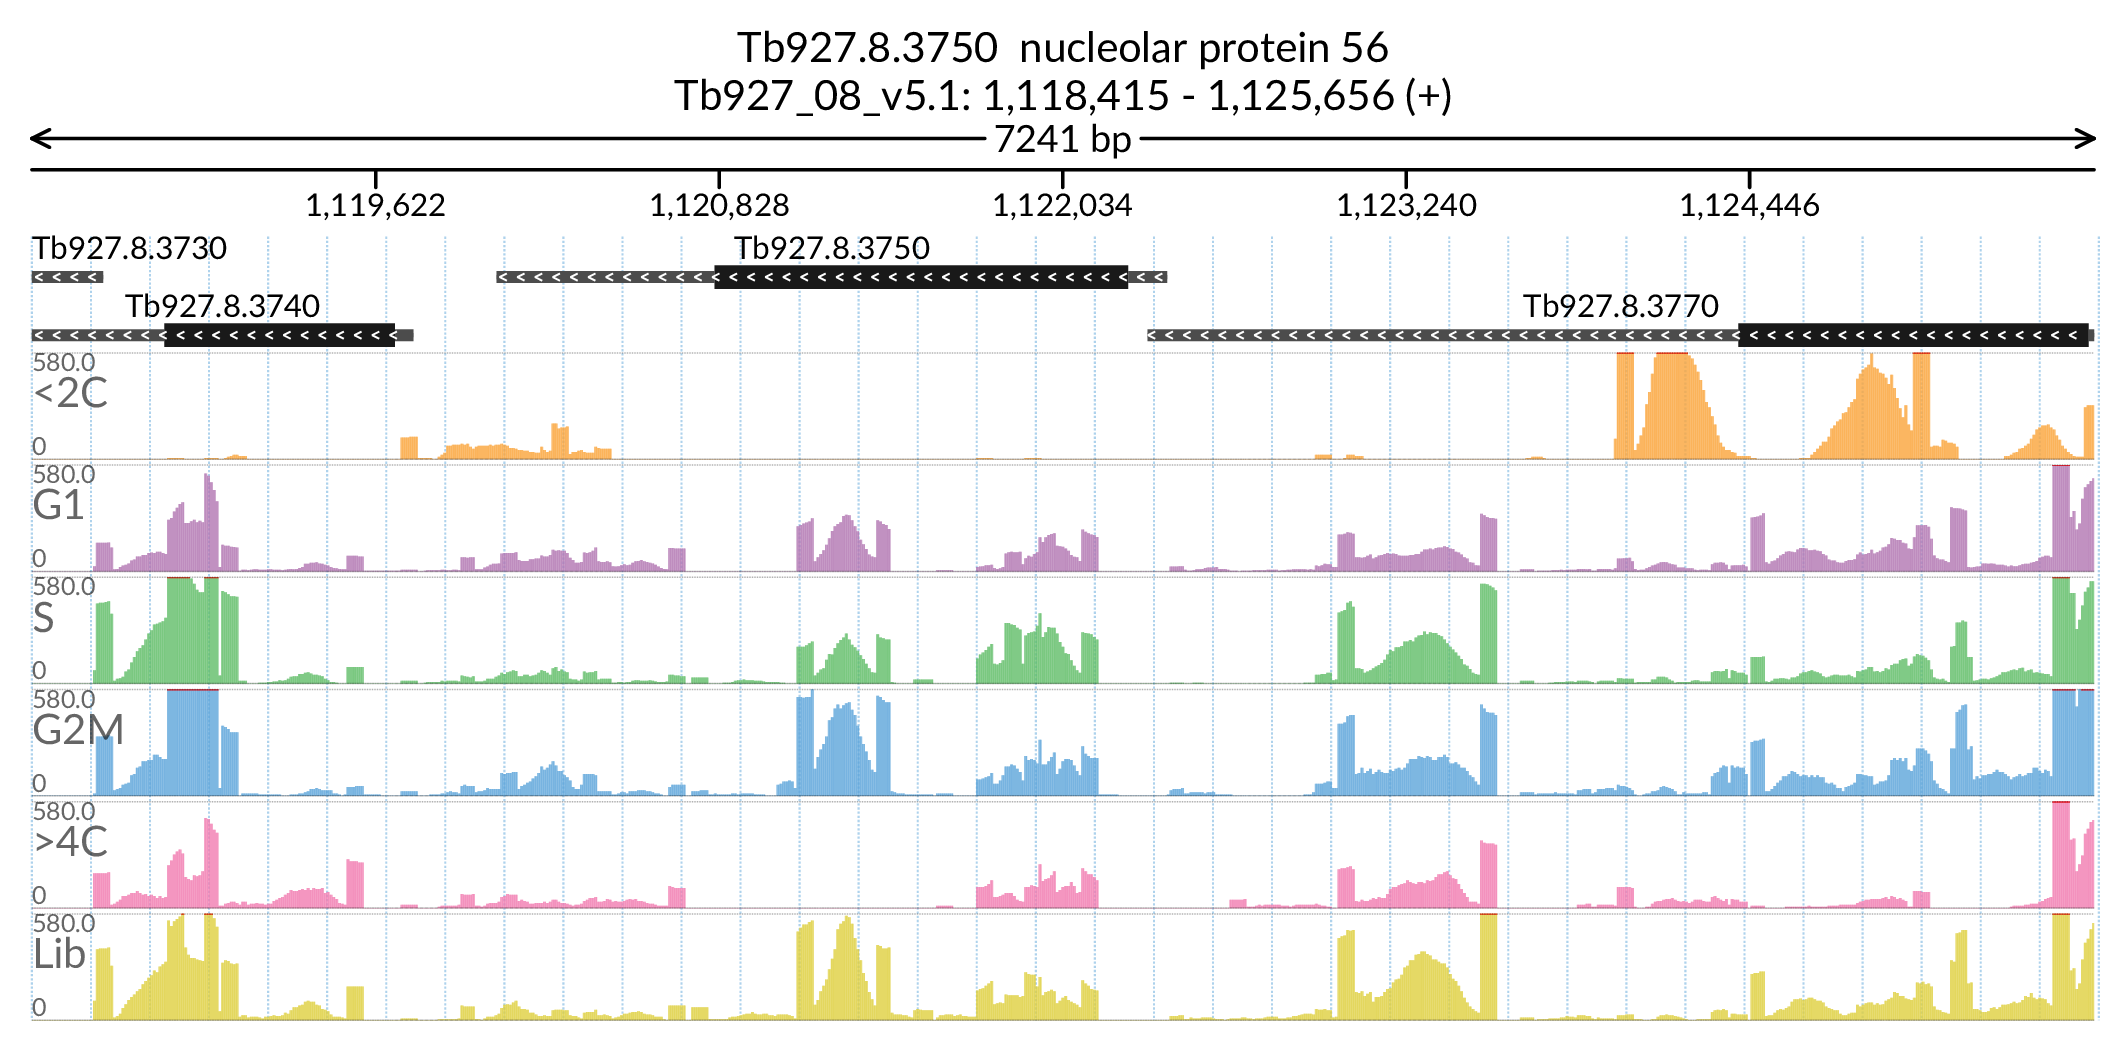 Tb927.8.3750  nucleolar protein 56
Tb927_08_v5.1: 1,118,415 - 1,125,656 (+)
7241 bp
1,119,622 1,120,828 1,122,034 1,123,240 1,124,446
Tb927.8.3730 Tb927.8.3750
Tb927.8.3740 Tb927.8.3770
580.0
<2C
0
580.0
G1
0
580.0
S
0
580.0
G2M
0
580.0
>4C
0
580.0
Lib
0